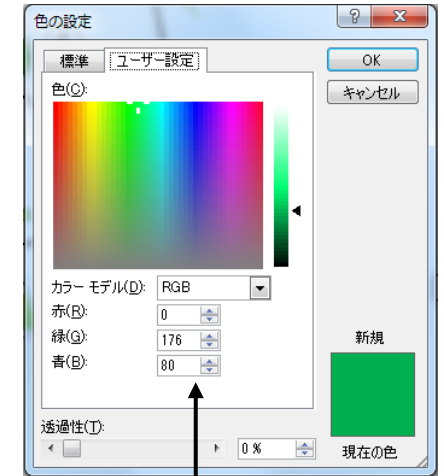 色の設定
標準 ユーザー設定
OK
キャンセル
色(C):
カラー モデル(D): RGB
赤(R): 0
緑(G): 176
青(B): 80
新規
透過性(T):
0 %
現在の色